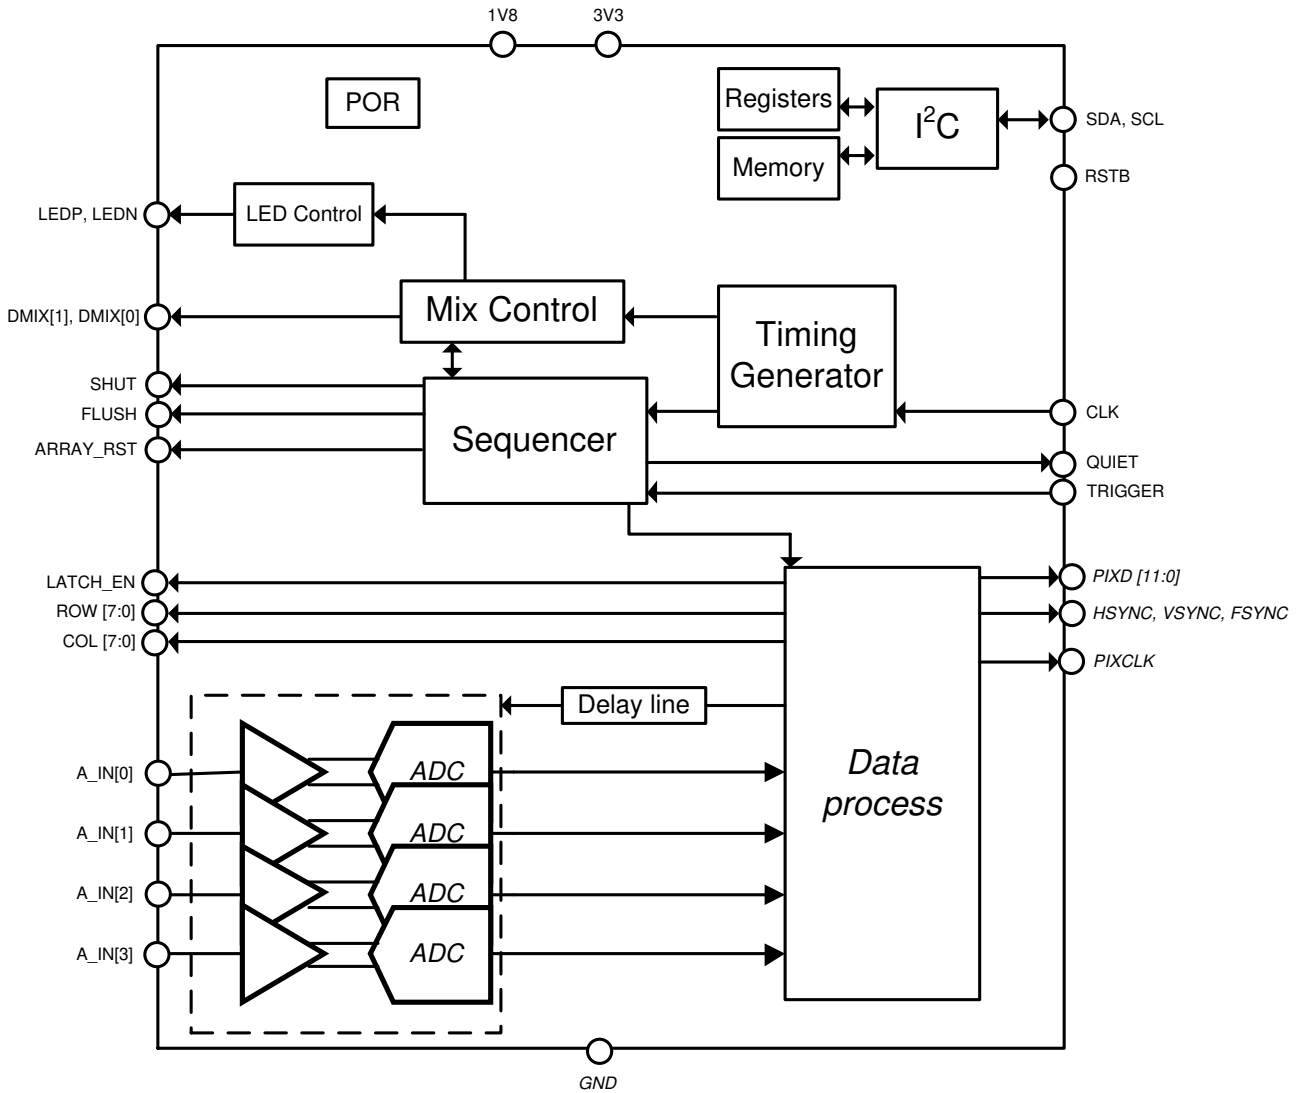 1V8
3V3
POR
Registers
Memory
I²C
SDA, SCL
RSTB
LEDP, LEDN
LED Control
DMIX[1], DMIX[0]
Mix Control
Timing
Generator
SHUT
FLUSH
ARRAY_RST
Sequencer
CLK
QUIET
TRIGGER
LATCH_EN
ROW [7:0]
COL [7:0]
PIXD [11:0]
HSYNC, VSYNC, FSYNC
PIXCLK
Delay line
Data
process
A_IN[0]
ADC
A_IN[1]
ADC
A_IN[2]
ADC
A_IN[3]
ADC
GND